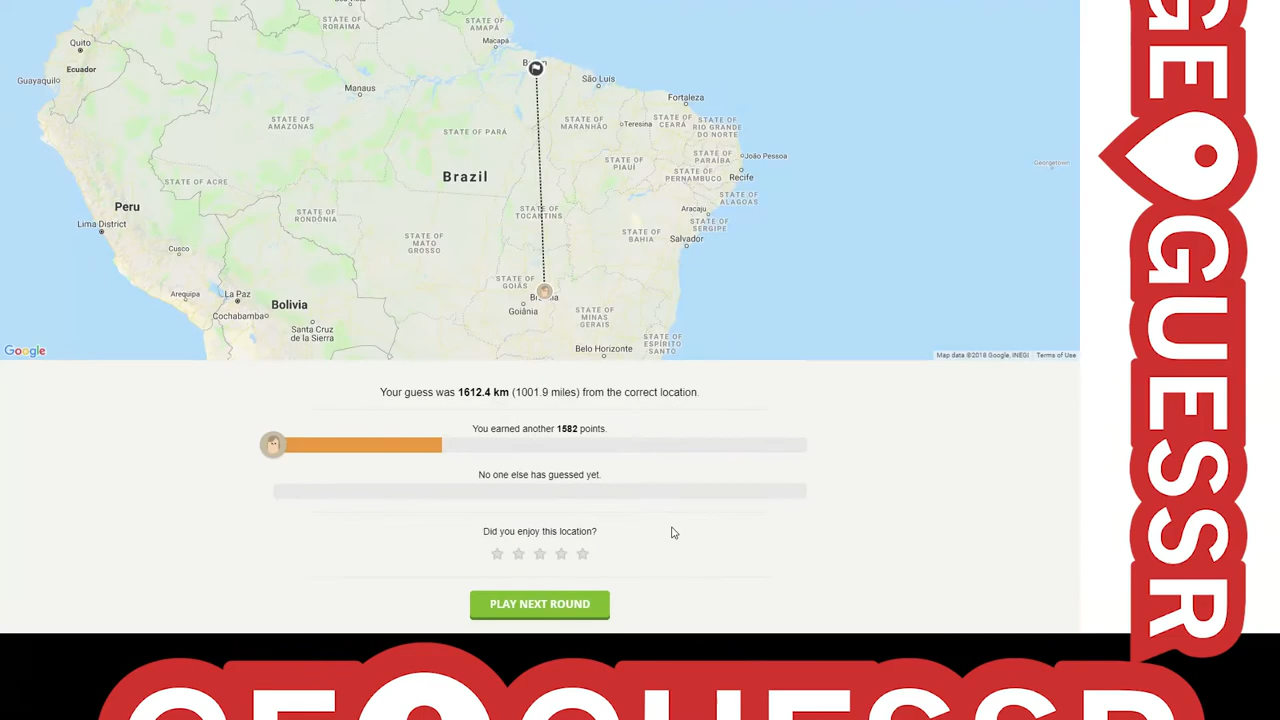 STATE OF
RORAIMA
STATE OF
AMAPÁ
Macapá
Quito
Ecuador
Guayaquil
São Luís
Manaus
Fortaleza
STATE OF
AMAZONAS
STATE OF PARÁ
STATE OF
MARANHÃO
Teresina
STATE OF
CEARÁ
STATE OF
RIO GRANDE
DO NORTE
STATE OF
PARAÍBA
João Pessoa
STATE OF
PIAUÍ
STATE OF
PERNAMBUCO
Recife
Georgetown
Brazil
STATE OF ACRE
STATE OF
ALAGOAS
Peru
Lima District
STATE OF
RONDÔNIA
STATE OF
TOCANTINS
Aracaju
STATE OF
SERGIPE
STATE OF
MATO
GROSSO
STATE OF
BAHIA
Salvador
Cusco
Arequipa
La Paz
Bolivia
Cochabamba
Santa Cruz
de la Sierra
STATE OF
GOIÁS
Goiânia
STATE OF
MINAS
GERAIS
STATE OF
ESPÍRITO
SANTO
Belo Horizonte
Google
Map data ©2018 Google, INEGI
Terms of Use
Your guess was 1612.4 km (1001.9 miles) from the correct location.
You earned another 1582 points.
No one else has guessed yet.
Did you enjoy this location?
PLAY NEXT ROUND
GEOGUESSR
GEOGUESSR